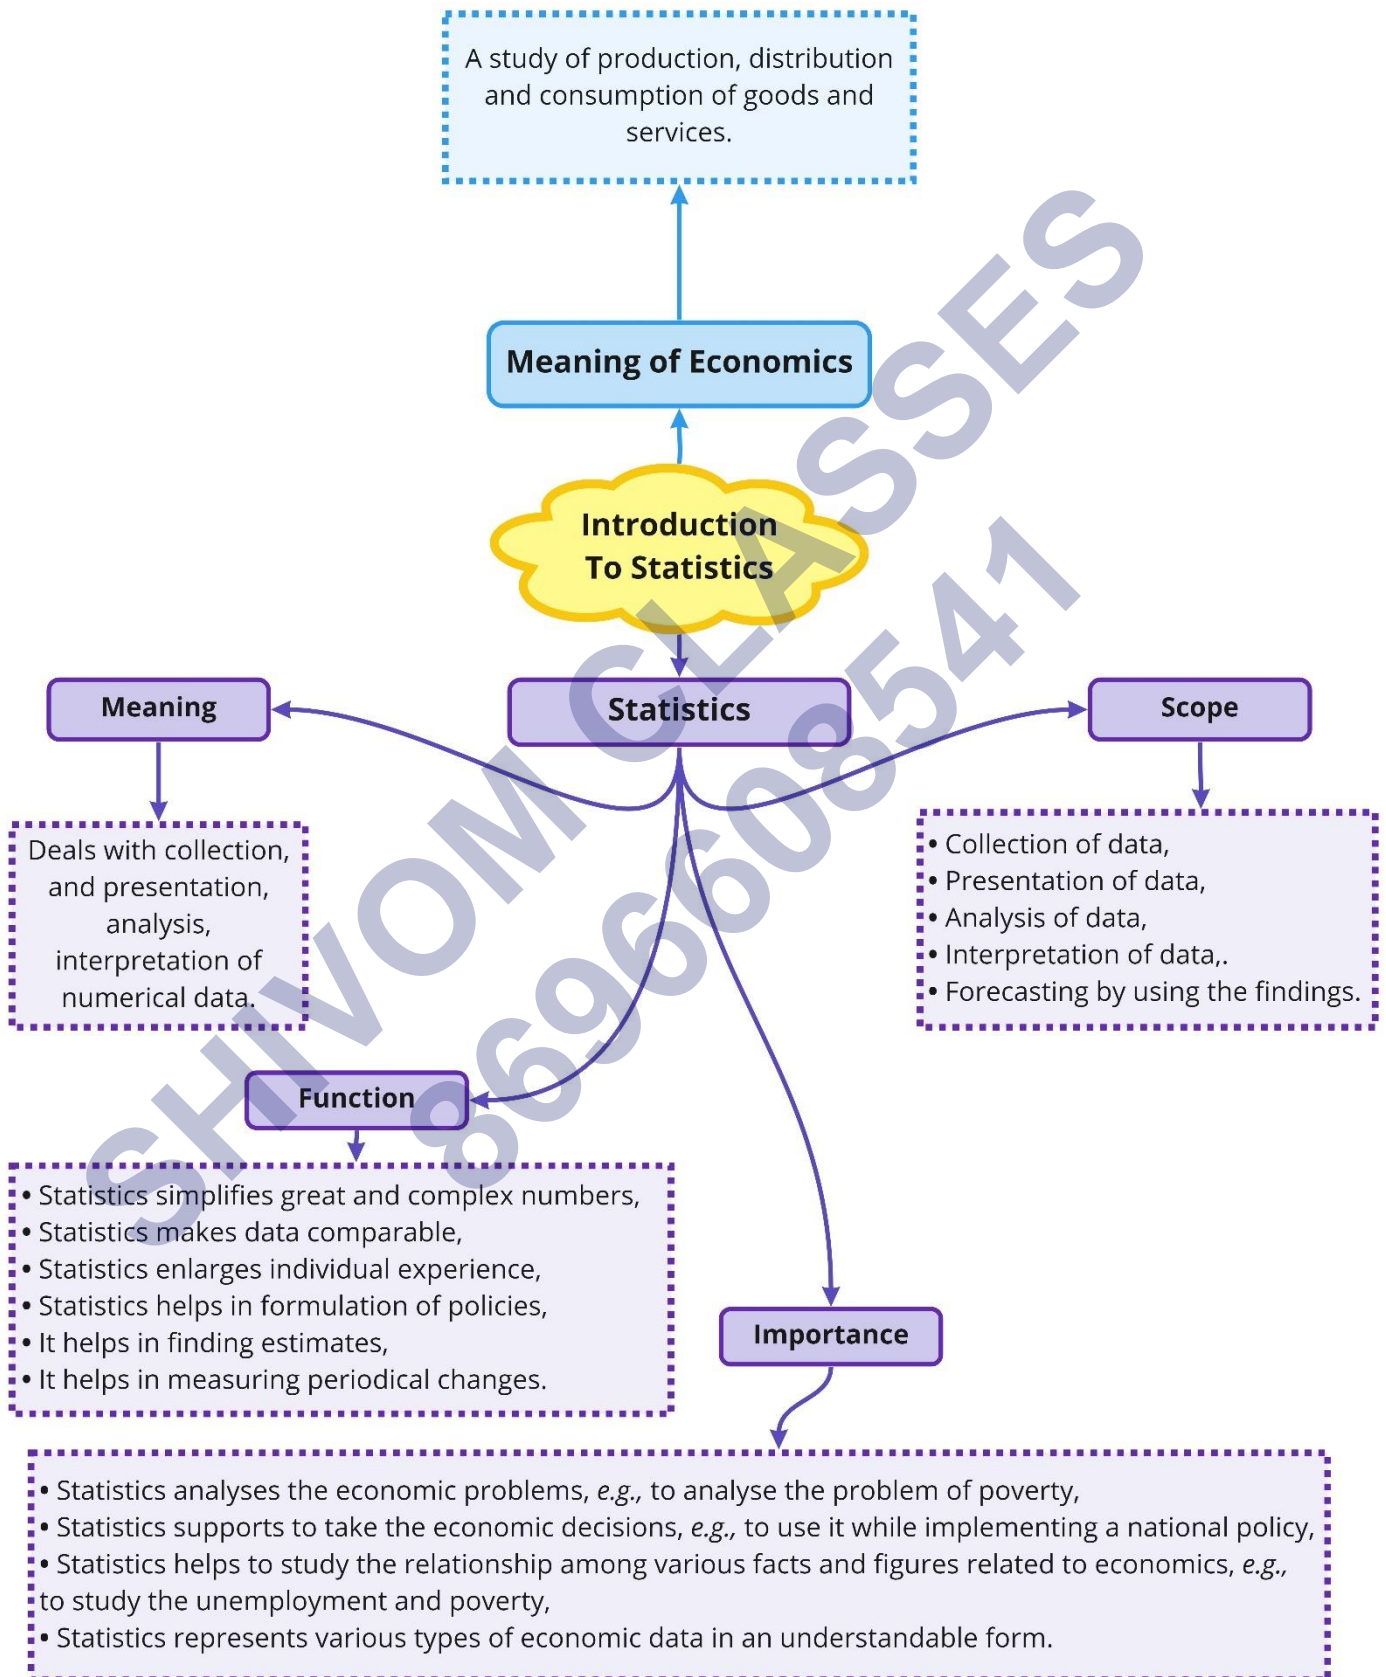 A study of production, distribution
and consumption of goods and
services.
Meaning of Economics
Introduction
To Statistics
Meaning
Statistics
Scope
Deals with collection,
and presentation,
analysis,
interpretation of
numerical data.
• Collection of data,
• Presentation of data,
• Analysis of data,
• Interpretation of data,.
• Forecasting by using the findings.
Function
• Statistics simplifies great and complex numbers,
• Statistics makes data comparable,
• Statistics enlarges individual experience,
• Statistics helps in formulation of policies,
• It helps in finding estimates,
• It helps in measuring periodical changes.
Importance
• Statistics analyses the economic problems, e.g., to analyse the problem of poverty,
• Statistics supports to take the economic decisions, e.g., to use it while implementing a national policy,
• Statistics helps to study the relationship among various facts and figures related to economics, e.g.,
to study the unemployment and poverty,
• Statistics represents various types of economic data in an understandable form.
SHIVOM CLASSES
8696608541